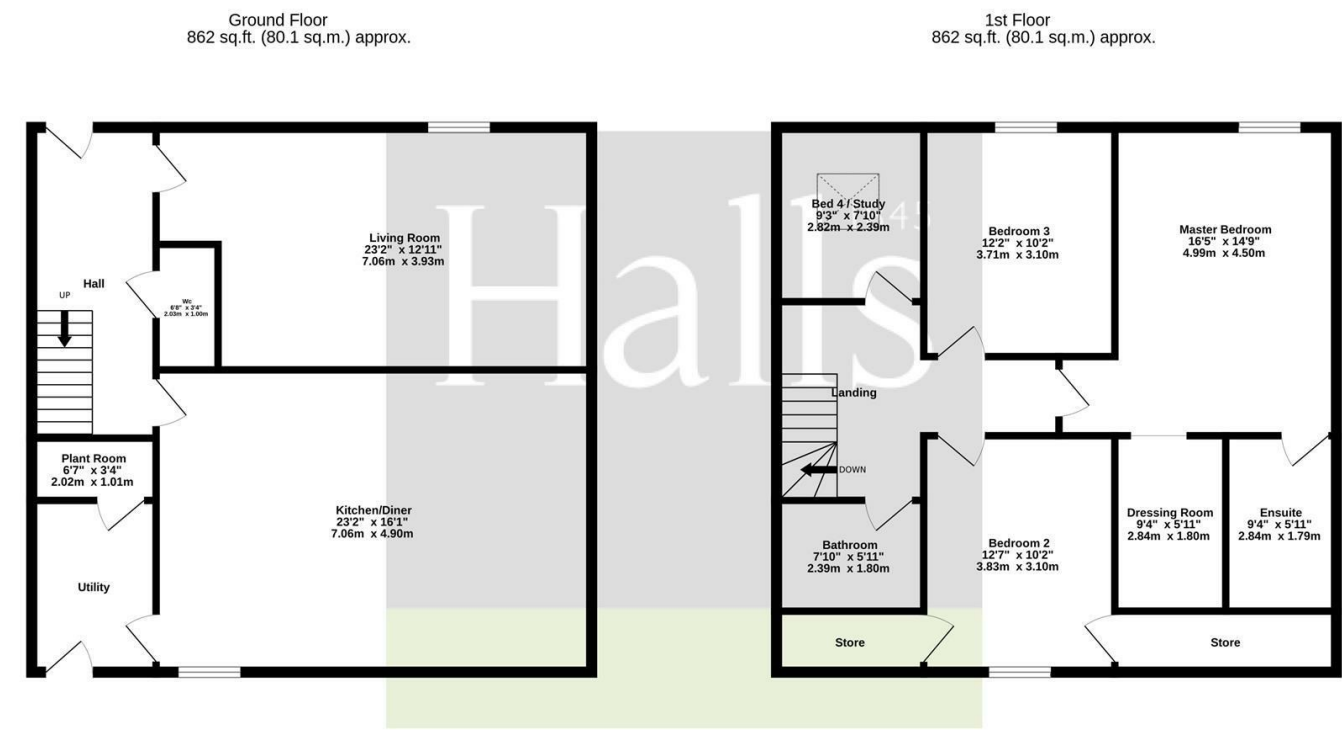 Ground Floor
862 sq.ft. (80.1 sq.m.) approx.
1st Floor
862 sq.ft. (80.1 sq.m.) approx.
Halls
1845
Living Room
23'2" x 12'11"
7.06m x 3.93m
Hall
UP
Wc
6'8" x 3'4"
2.03m x 1.00m
Plant Room
6'7" x 3'4"
2.02m x 1.01m
Kitchen/Diner
23'2" x 16'1"
7.06m x 4.90m
Utility
Bed 4 / Study
9'3" x 7'10"
2.82m x 2.39m
Bedroom 3
12'2" x 10'2"
3.71m x 3.10m
Master Bedroom
16'5" x 14'9"
4.99m x 4.50m
Landing
DOWN
Bathroom
7'10" x 5'11"
2.39m x 1.80m
Bedroom 2
12'7" x 10'2"
3.83m x 3.10m
Dressing Room
9'4" x 5'11"
2.84m x 1.80m
Ensuite
9'4" x 5'11"
2.84m x 1.79m
Store
Store